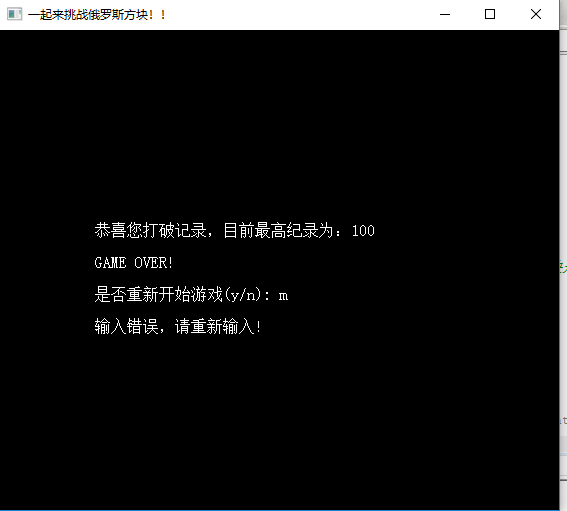 一起来挑战俄罗斯方块！！
恭喜您打破记录，目前最高纪录为：100
GAME OVER!
是否重新开始游戏(y/n): m
输入错误，请重新输入!